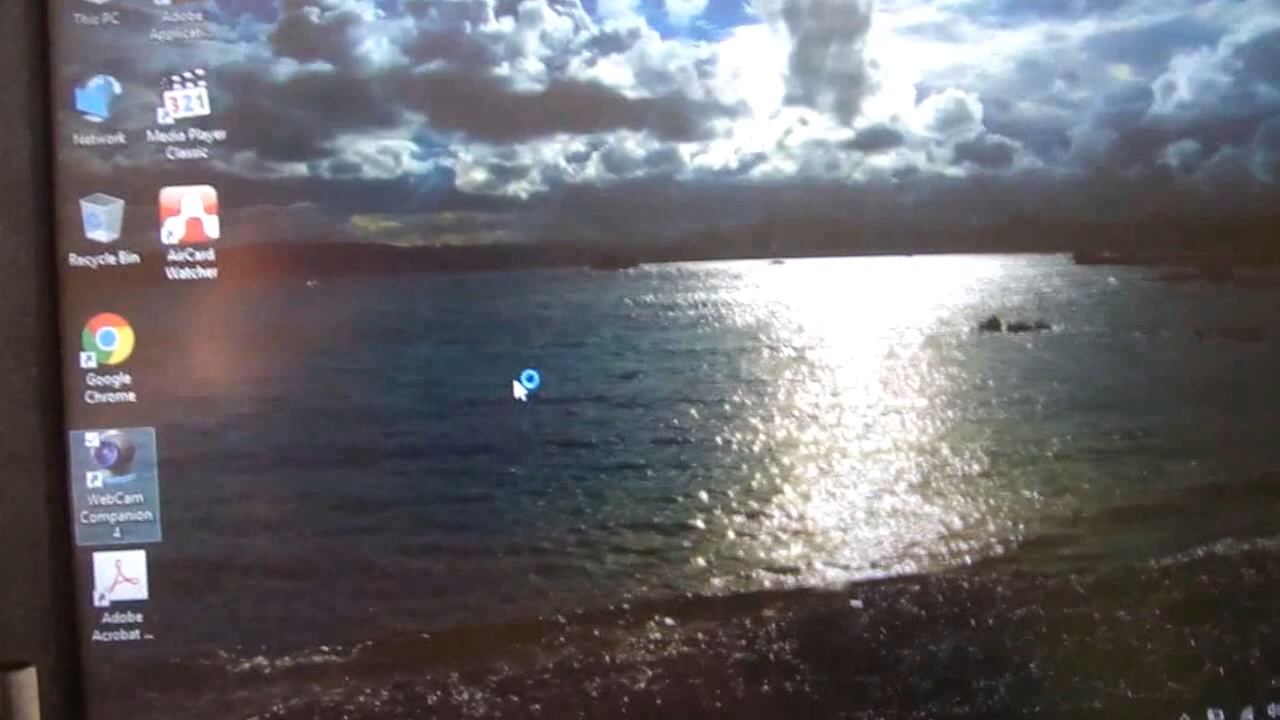 This PC
Adobe
Applicati...
Network
321
Media Player
Classic
Recycle Bin
AirCard
Watcher
Google
Chrome
WebCam
Companion
4
Adobe
Acrobat ...